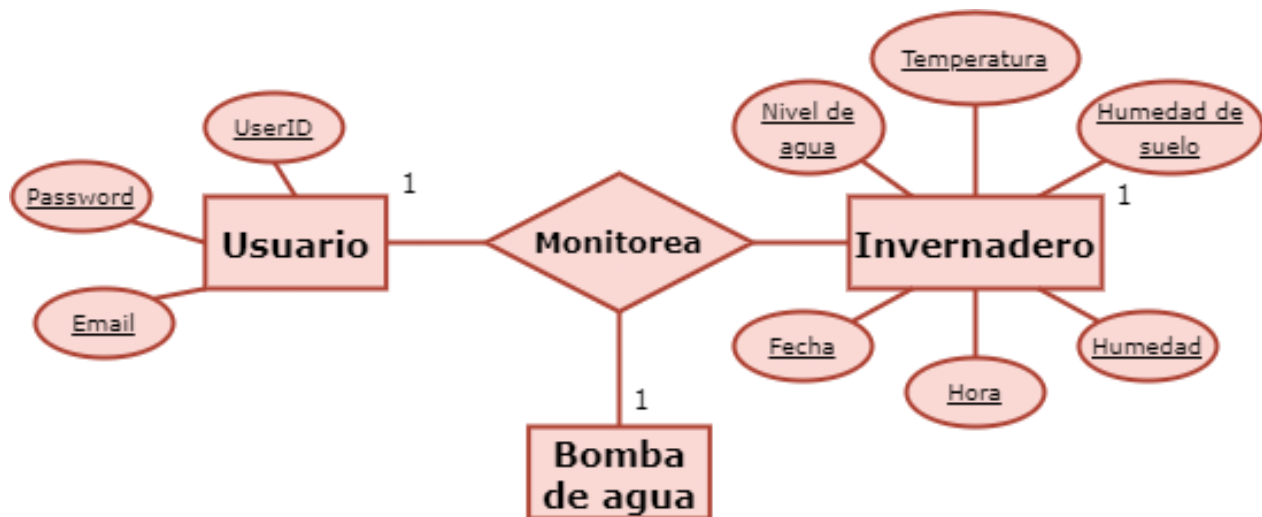 Temperatura
Nivel de
agua
Humedad de
suelo
UserID
Password
1
1
Usuario
Monitorea
Invernadero
Email
Fecha
Hora
Humedad
1
Bomba
de agua